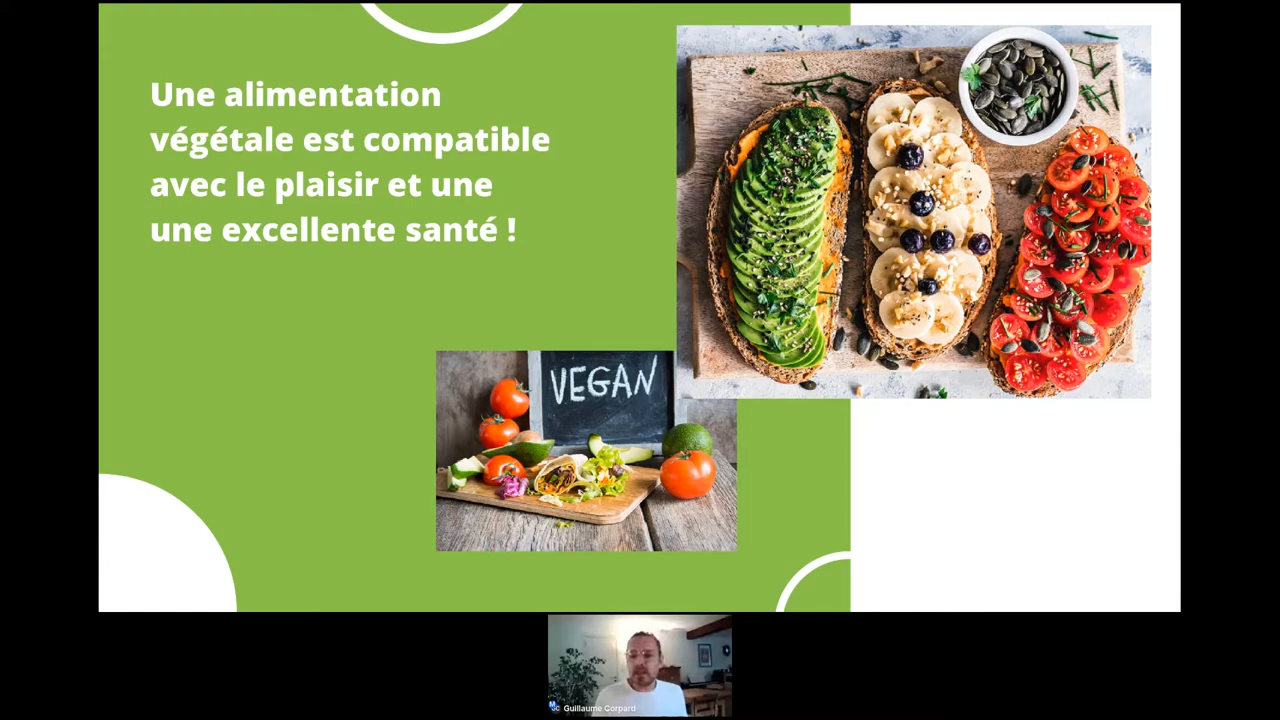 Une alimentation
végétale est compatible
avec le plaisir et une
une excellente santé !
VEGAN
Guillaume Corpard